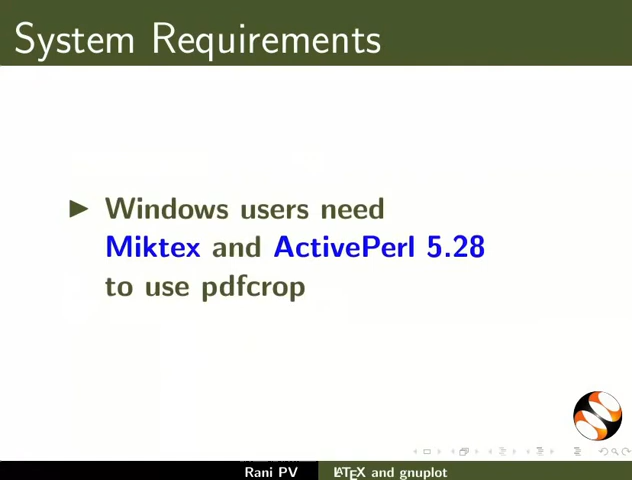 System Requirements
Windows users need
Miktex and ActivePerl 5.28
to use pdfcrop
Rani PV LATEX and gnuplot